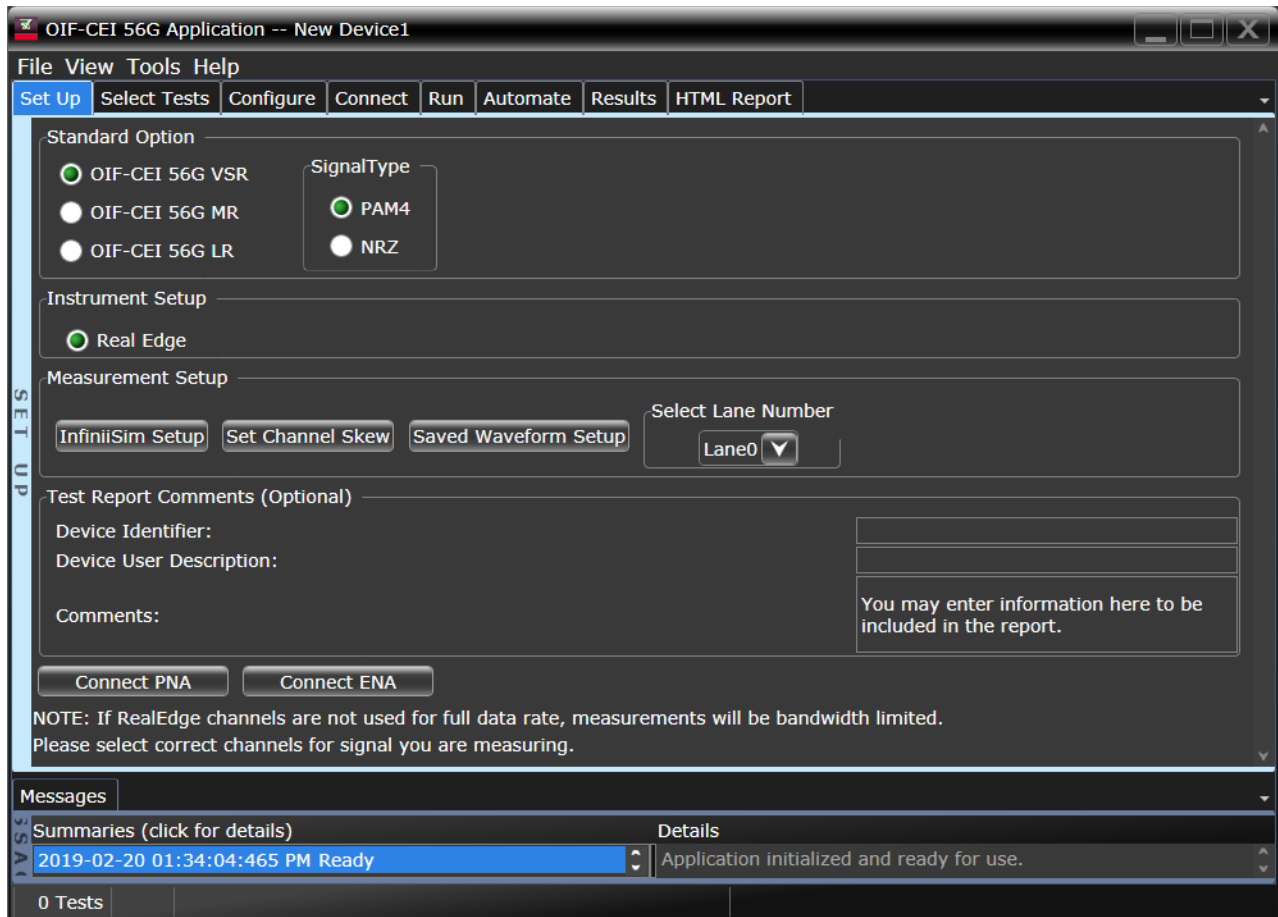 OIF-CEI 56G Application -- New Device1
File View Tools Help
Set Up Select Tests Configure Connect Run Automate Results HTML Report
Standard Option
OIF-CEI 56G VSR
OIF-CEI 56G MR
OIF-CEI 56G LR
SignalType
PAM4
NRZ
Instrument Setup
Real Edge
Measurement Setup
InfiniiSim Setup Set Channel Skew Saved Waveform Setup
Select Lane Number
Lane0
SET UP
Test Report Comments (Optional)
Device Identifier:
Device User Description:
Comments:
You may enter information here to be
included in the report.
Connect PNA Connect ENA
NOTE: If RealEdge channels are not used for full data rate, measurements will be bandwidth limited.
Please select correct channels for signal you are measuring.
Messages
Summaries (click for details) Details
2019-02-20 01:34:04:465 PM Ready Application initialized and ready for use.
0 Tests